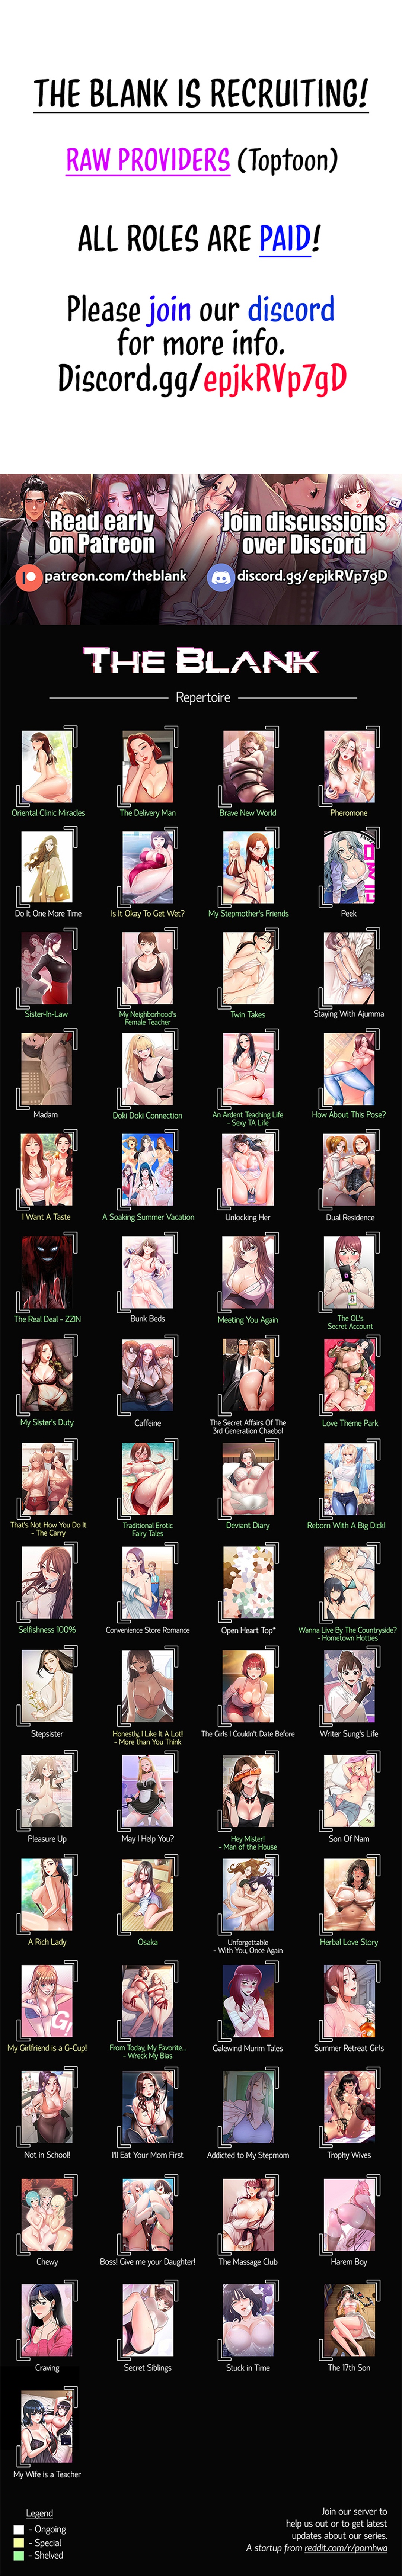 THE BLANK IS RECRUITING!
RAW PROVIDERS (Toptoon)
ALL ROLES ARE PAID!
Please join our discord
for more info.
Discord.gg/epjkRVp7gD
Read early
on Patreon
patreon.com/theblank
Join discussions
over Discord
discord.gg/epjkRVp7gD
THE BLANK
Repertoire
Oriental Clinic Miracles
The Delivery Man
Brave New World
Pheromone
Do It One More Time
Is It Okay To Get Wet?
My Stepmother's Friends
Peek
Sister-In-Law
My Neighborhood's
Female Teacher
Twin Takes
Staying With Ajumma
Madam
Doki Doki Connection
An Ardent Teaching Life
- Sexy TA Life
How About This Pose?
I Want A Taste
A Soaking Summer Vacation
Unlocking Her
Dual Residence
The Real Deal - ZZIN
Bunk Beds
Meeting You Again
The OL's
Secret Account
My Sister's Duty
Caffeine
The Secret Affairs Of The
3rd Generation Chaebol
Love Theme Park
That's Not How You Do It
- The Carry
Traditional Erotic
Fairy Tales
Deviant Diary
Reborn With A Big Dick!
Selfishness 100%
Convenience Store Romance
Open Heart Top*
Wanna Live By The Countryside?
- Hometown Hotties
Stepsister
Honestly, I Like It A Lot!
- More than You Think
The Girls I Couldn't Date Before
Writer Sung's Life
Pleasure Up
May I Help You?
Hey Mister!
- Man of the House
Son Of Nam
A Rich Lady
Osaka
Unforgettable
- With You, Once Again
Herbal Love Story
My Girlfriend is a G-Cup!
From Today, My Favorite...
- Wreck My Bias
Galewind Murim Tales
Summer Retreat Girls
Not in School!
I'll Eat Your Mom First
Addicted to My Stepmom
Trophy Wives
Chewy
Boss! Give me your Daughter!
The Massage Club
Harem Boy
Craving
Secret Siblings
Stuck in Time
The 17th Son
My Wife is a Teacher
Legend
- Ongoing
- Special
- Shelved
Join our server to
help us out or to get latest
updates about our series.
A startup from reddit.com/r/pornhwa